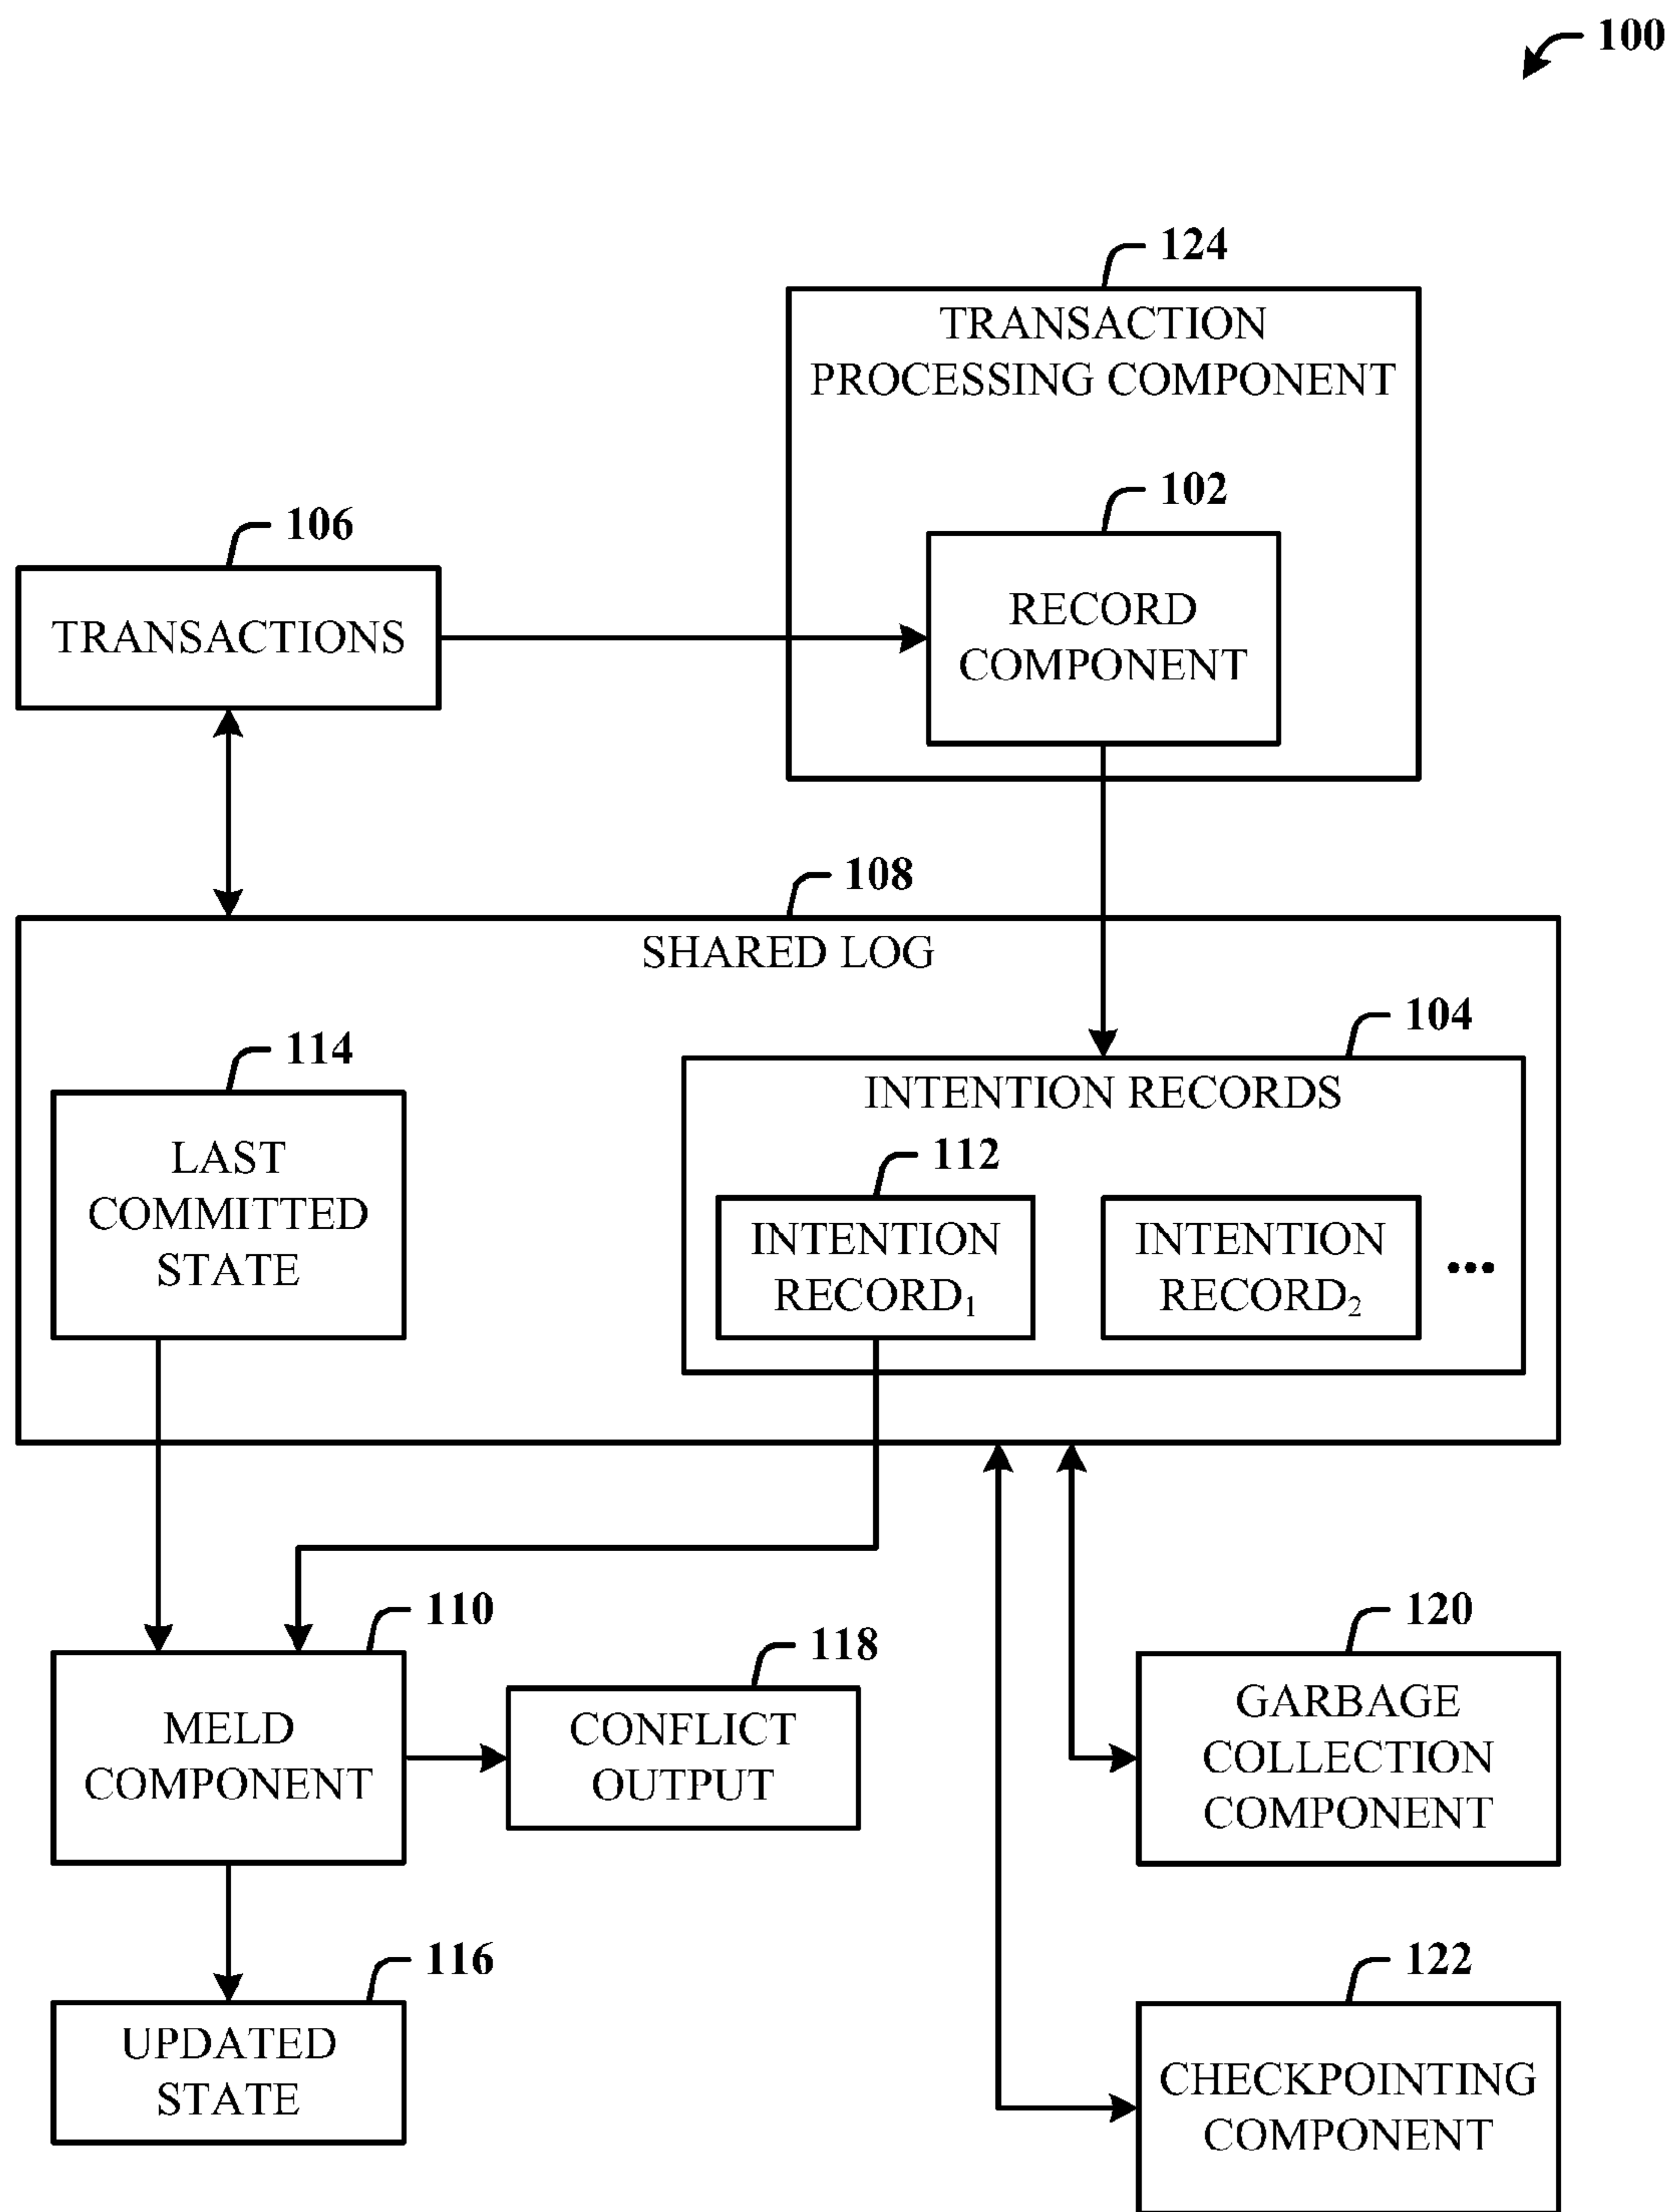 100
124
TRANSACTION
PROCESSING COMPONENT
102
RECORD
COMPONENT
106
TRANSACTIONS
108
SHARED LOG
104
INTENTION RECORDS
114
LAST
COMMITTED
STATE
112
INTENTION
RECORD₁
INTENTION
RECORD₂
...
110
MELD
COMPONENT
118
CONFLICT
OUTPUT
120
GARBAGE
COLLECTION
COMPONENT
116
UPDATED
STATE
122
CHECKPOINTING
COMPONENT